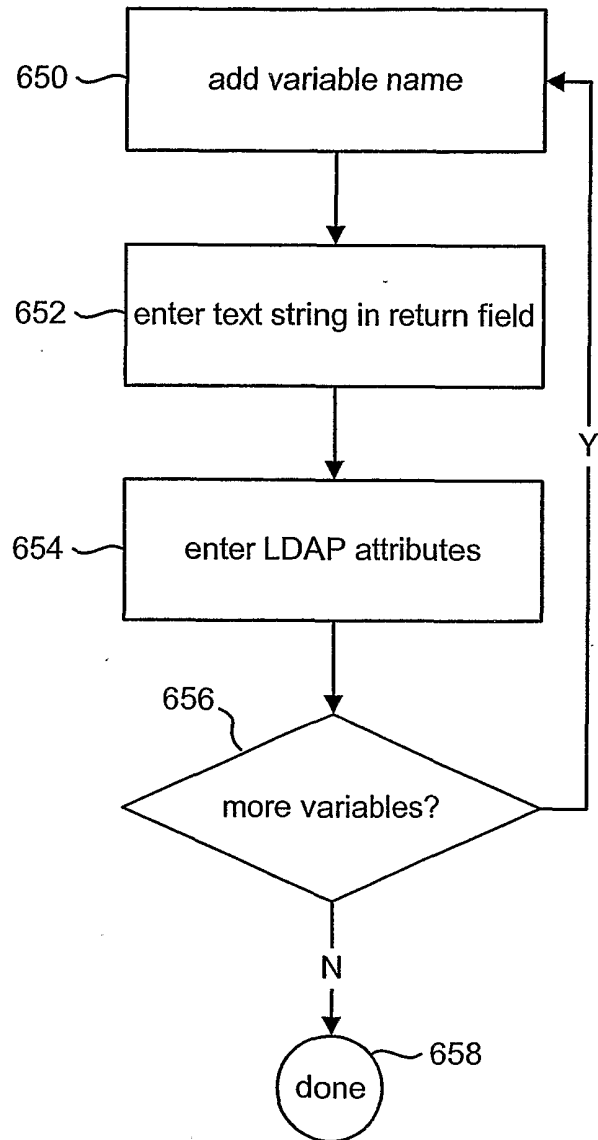 650
add variable name
652
enter text string in return field
Y
654
enter LDAP attributes
656
more variables?
N
658
done